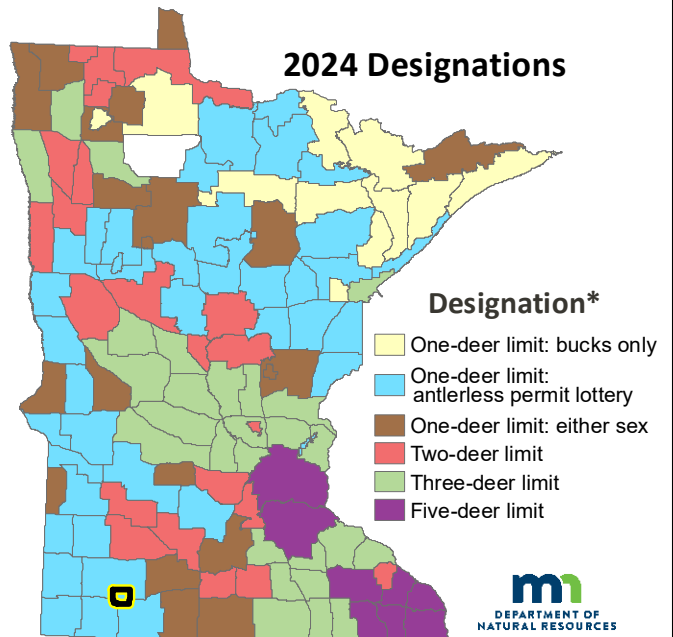 2024 Designations
Designation*
One-deer limit: bucks only
One-deer limit:
antlerless permit lottery
One-deer limit: either sex
Two-deer limit
Three-deer limit
Five-deer limit
mn
DEPARTMENT OF
NATURAL RESOURCES